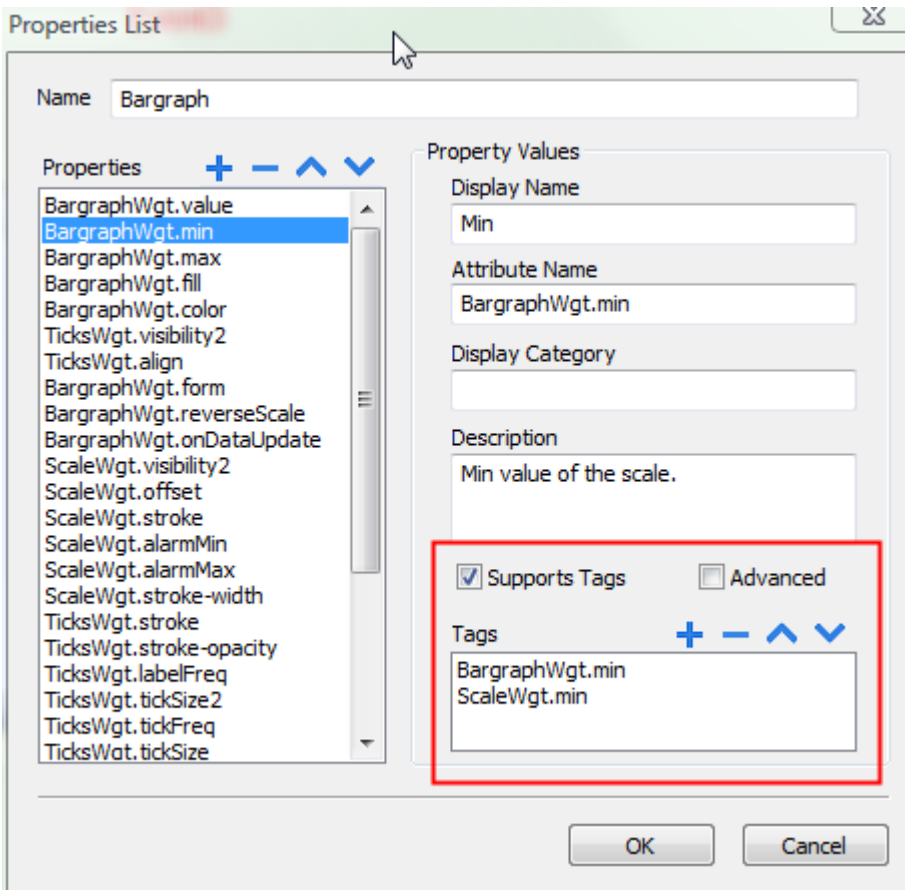 Properties List
Name Bargraph
Properties
BargraphWgt.value
BargraphWgt.min
BargraphWgt.max
BargraphWgt.fill
BargraphWgt.color
TicksWgt.visibility2
TicksWgt.align
BargraphWgt.form
BargraphWgt.reverseScale
BargraphWgt.onDataUpdate
ScaleWgt.visibility2
ScaleWgt.offset
ScaleWgt.stroke
ScaleWgt.alarmMin
ScaleWgt.alarmMax
ScaleWgt.stroke-width
TicksWgt.stroke
TicksWgt.stroke-opacity
TicksWgt.labelFreq
TicksWgt.tickSize2
TicksWgt.tickFreq
TicksWgt.tickSize
Property Values
Display Name
Min
Attribute Name
BargraphWgt.min
Display Category
Description
Min value of the scale.
Supports Tags Advanced
Tags
BargraphWgt.min
ScaleWgt.min
OK Cancel